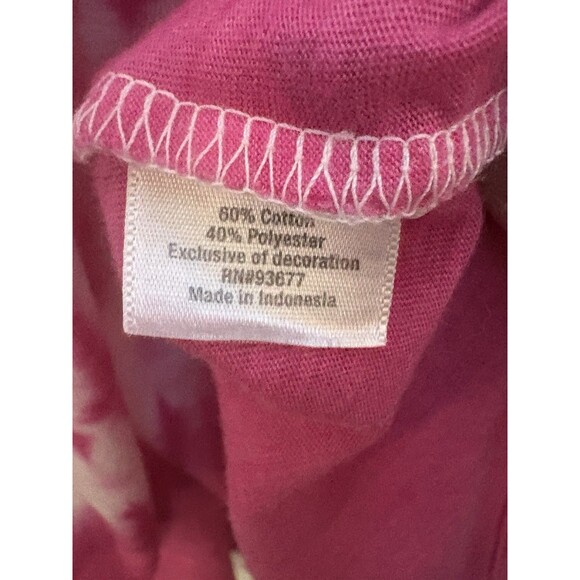 60% Cotton
40% Polyester
Exclusive of decoration
RN#93677
Made in Indonesia